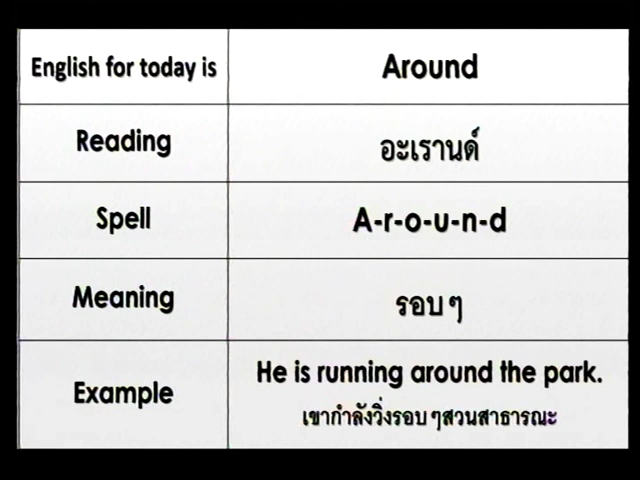 English for today is Around
Reading อะเรานด์
Spell A-r-o-u-n-d
Meaning รอบๆ
Example He is running around the park.
เขากำลังวิ่งรอบๆสวนสาธารณะ